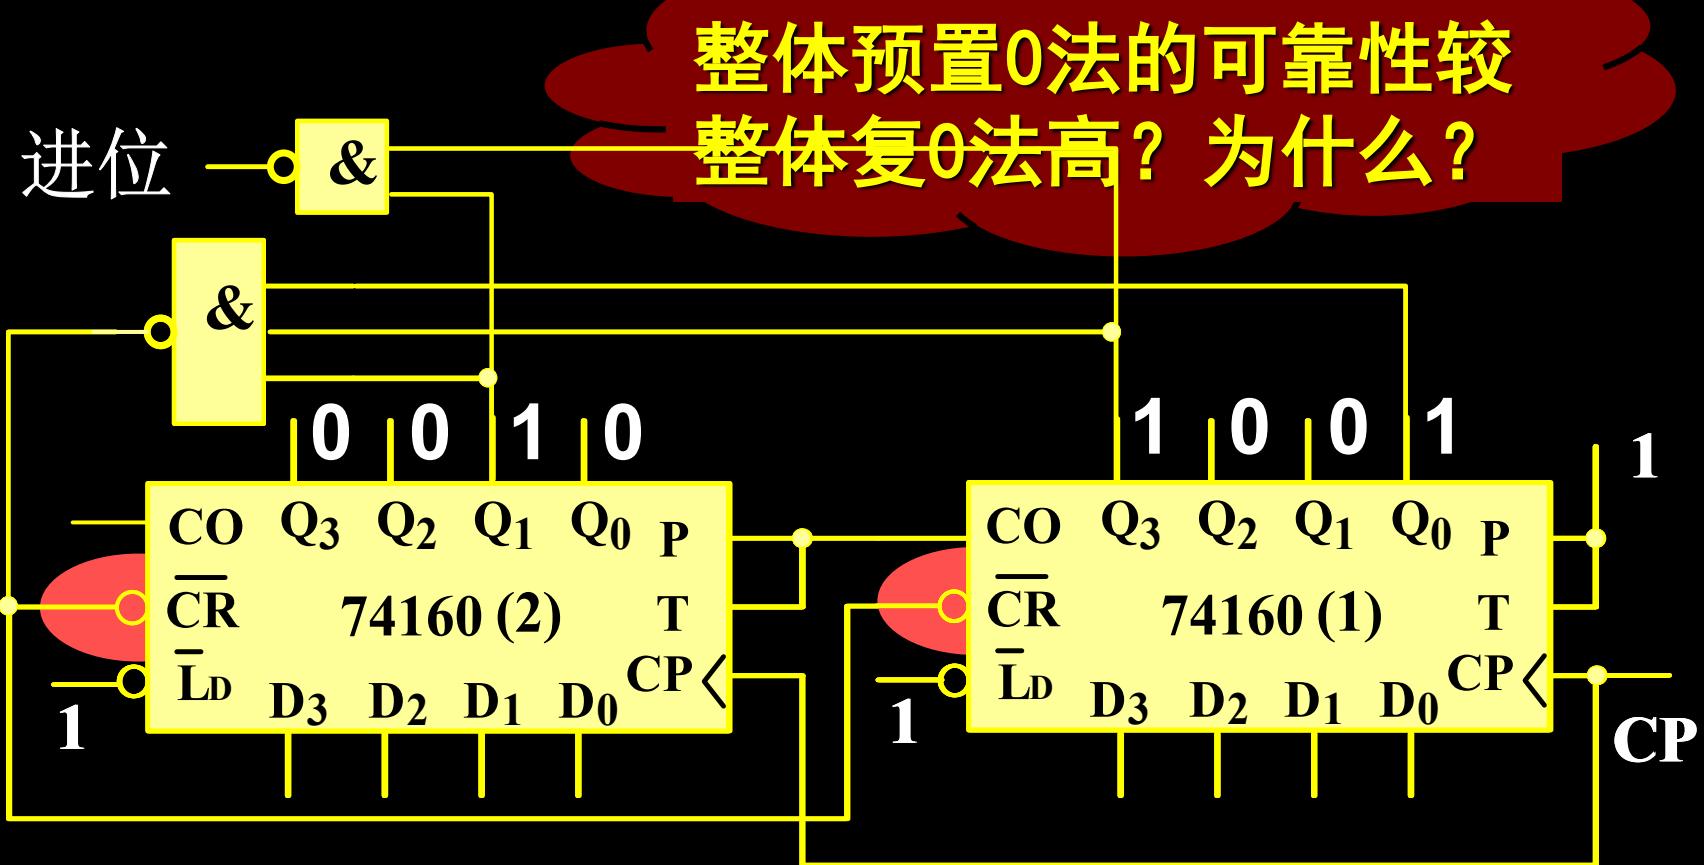 整体预置0法的可靠性较
整体复0法高？为什么？
进位
&
&
0 0 1 0
1 0 0 1
1
CO Q3 Q2 Q1 Q0 P
CR 74160 (2) T
LD D3 D2 D1 D0 CP
1
CO Q3 Q2 Q1 Q0 P
CR 74160 (1) T
LD D3 D2 D1 D0 CP
1
CP